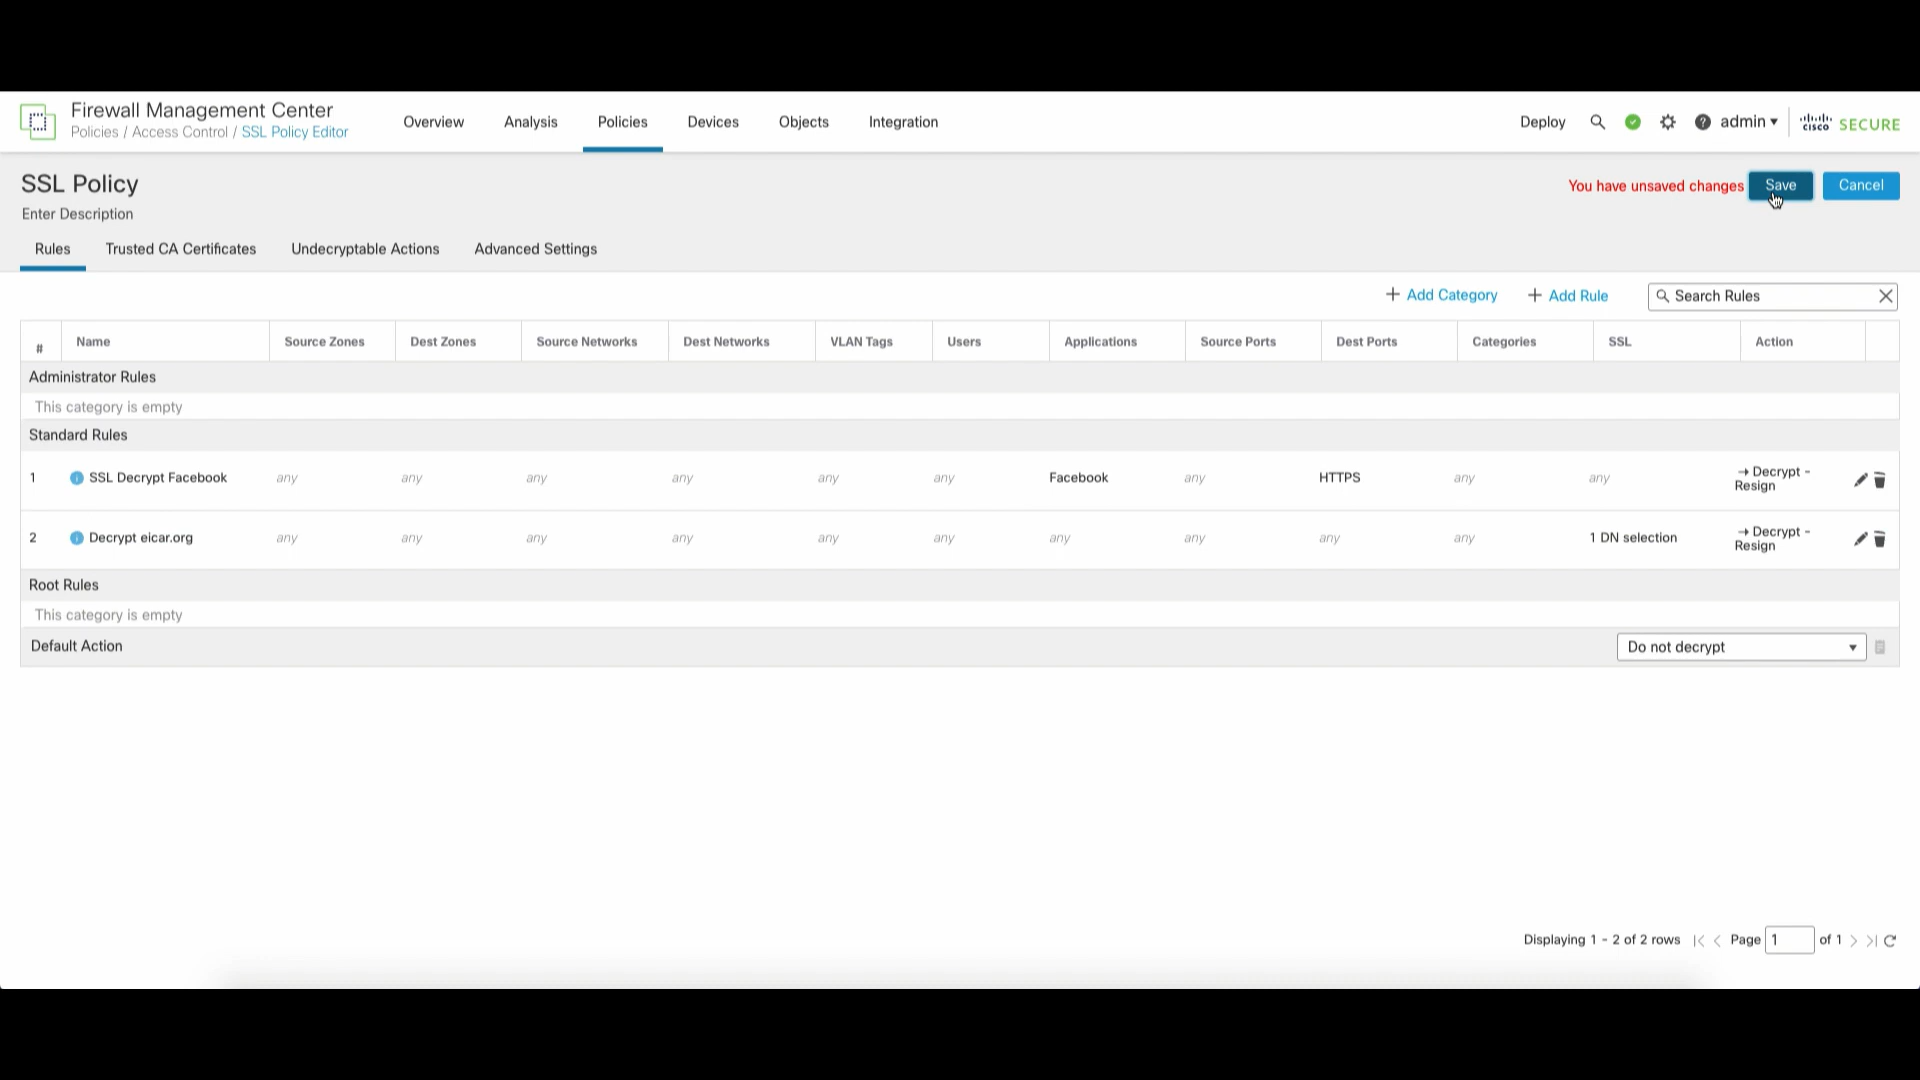 Firewall Management Center
Policies / Access Control / SSL Policy Editor
Overview Analysis Policies Devices Objects Integration
Deploy admin cisco SECURE
SSL Policy
You have unsaved changes Save Cancel
Enter Description
Rules Trusted CA Certificates Undecryptable Actions Advanced Settings
+ Add Category + Add Rule Search Rules
# Name Source Zones Dest Zones Source Networks Dest Networks VLAN Tags Users Applications Source Ports Dest Ports Categories SSL Action
Administrator Rules
This category is empty
Standard Rules
1 SSL Decrypt Facebook any any any any any any Facebook any HTTPS any any → Decrypt -
Resign
2 Decrypt eicar.org any any any any any any any any any any 1 DN selection → Decrypt -
Resign
Root Rules
This category is empty
Default Action Do not decrypt
Displaying 1 - 2 of 2 rows |< < Page 1 of 1 > >|